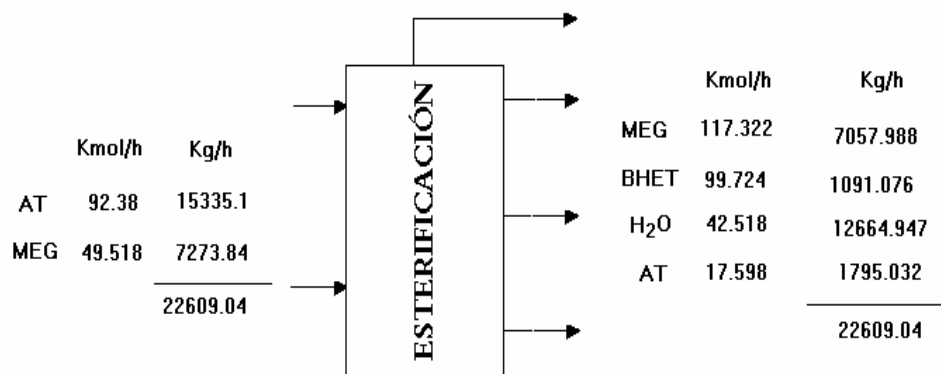 Kmol/h Kg/h
AT 92.38 15335.1
MEG 49.518 7273.84
22609.04
ESTERIFICACIÓN
Kmol/h Kg/h
MEG 117.322 7057.988
BHET 99.724 1091.076
H₂O 42.518 12664.947
AT 17.598 1795.032
22609.04